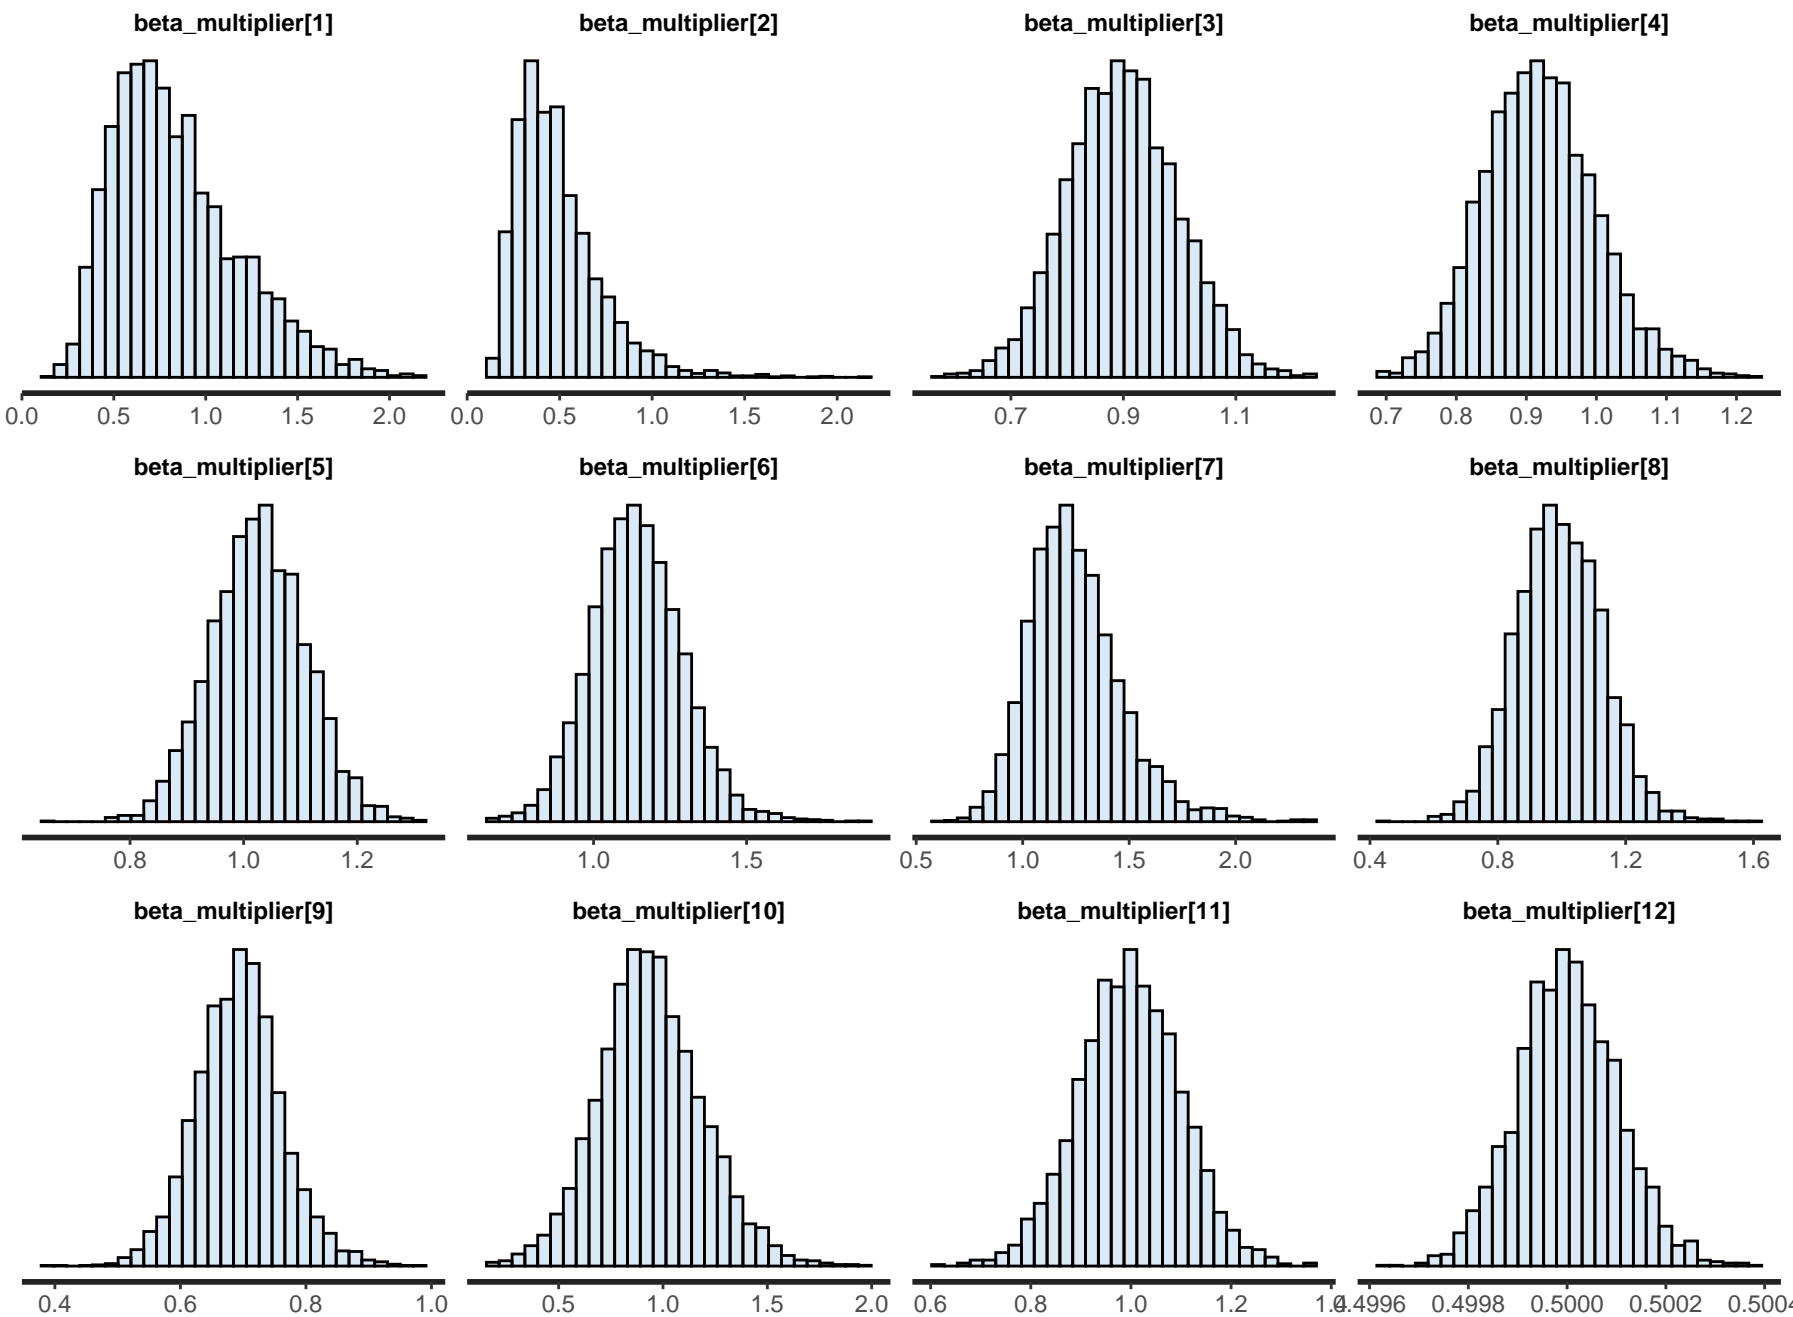 beta_multiplier[1] beta_multiplier[2] beta_multiplier[3] beta_multiplier[4]
0.0 0.5 1.0 1.5 2.0 0.0 0.5 1.0 1.5 2.0 0.7 0.9 1.1 0.7 0.8 0.9 1.0 1.1 1.2
beta_multiplier[5] beta_multiplier[6] beta_multiplier[7] beta_multiplier[8]
0.8 1.0 1.2 1.0 1.5 0.5 1.0 1.5 2.0 0.4 0.8 1.2 1.6
beta_multiplier[9] beta_multiplier[10] beta_multiplier[11] beta_multiplier[12]
0.4 0.6 0.8 1.0 0.5 1.0 1.5 2.0 0.6 0.8 1.0 1.2 1.4 0.4996 0.4998 0.5000 0.5002 0.5004